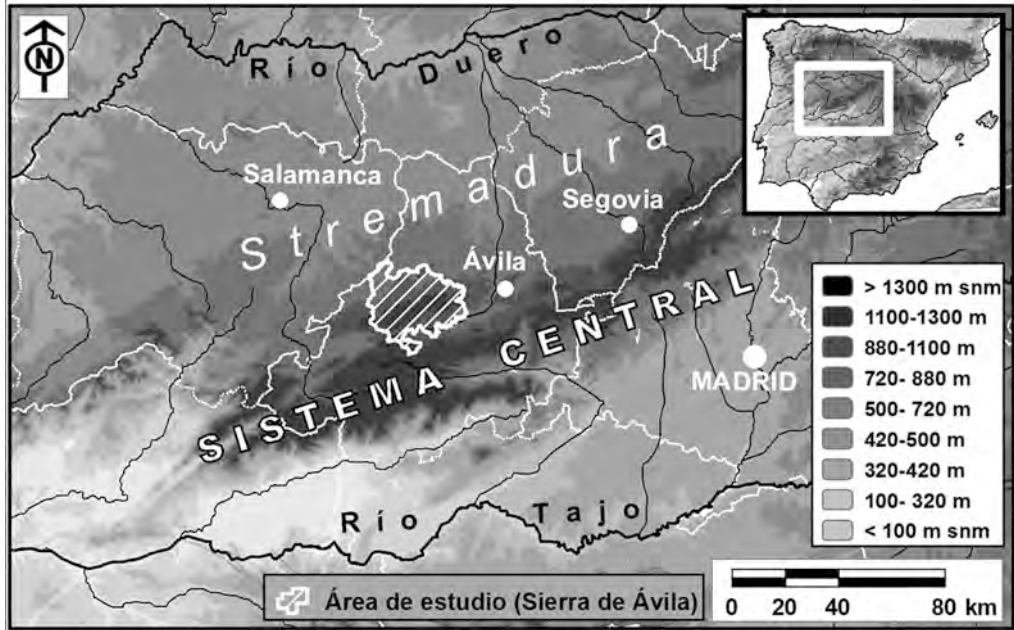 N
Río Duero
Salamanca
Stremadura
Segovia
Ávila
SISTEMA CENTRAL
MADRID
Río Tajo
> 1300 m snm
1100-1300 m
880-1100 m
720- 880 m
500- 720 m
420-500 m
320-420 m
100- 320 m
< 100 m snm
Área de estudio (Sierra de Ávila)
0 20 40 80 km